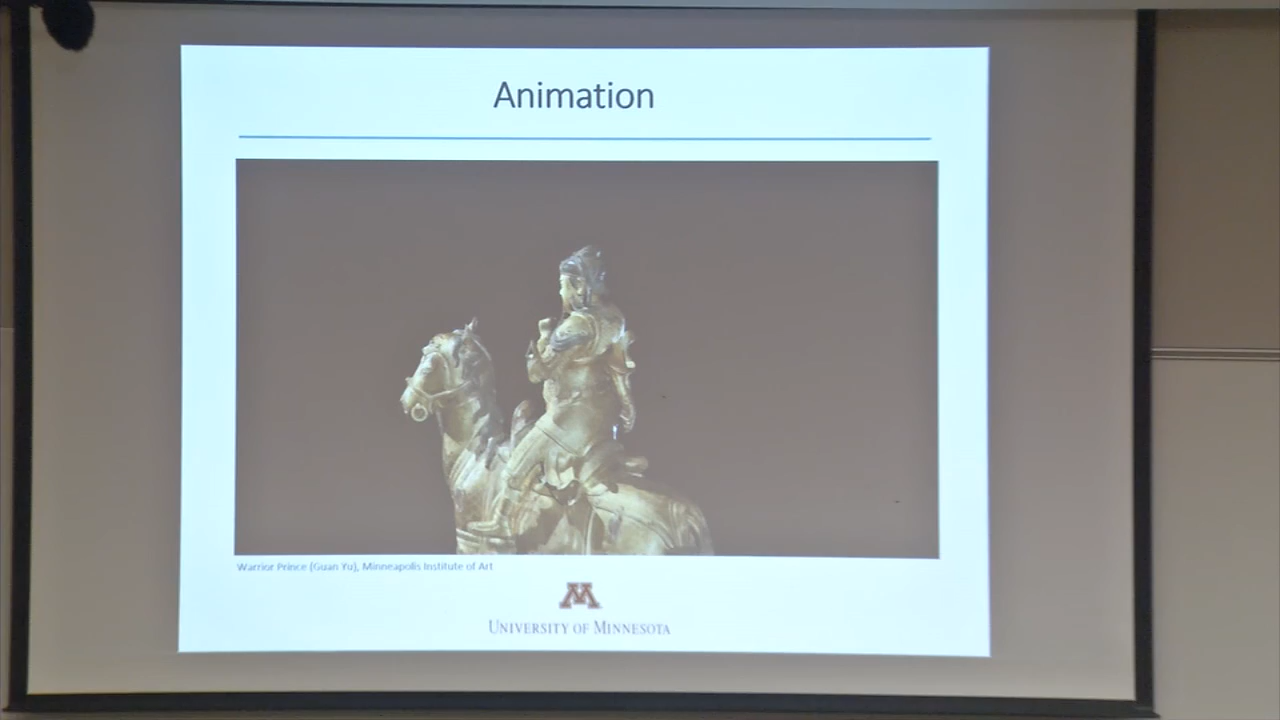 Animation
Warrior Prince (Guan Yu), Minneapolis Institute of Art
M
UNIVERSITY OF MINNESOTA